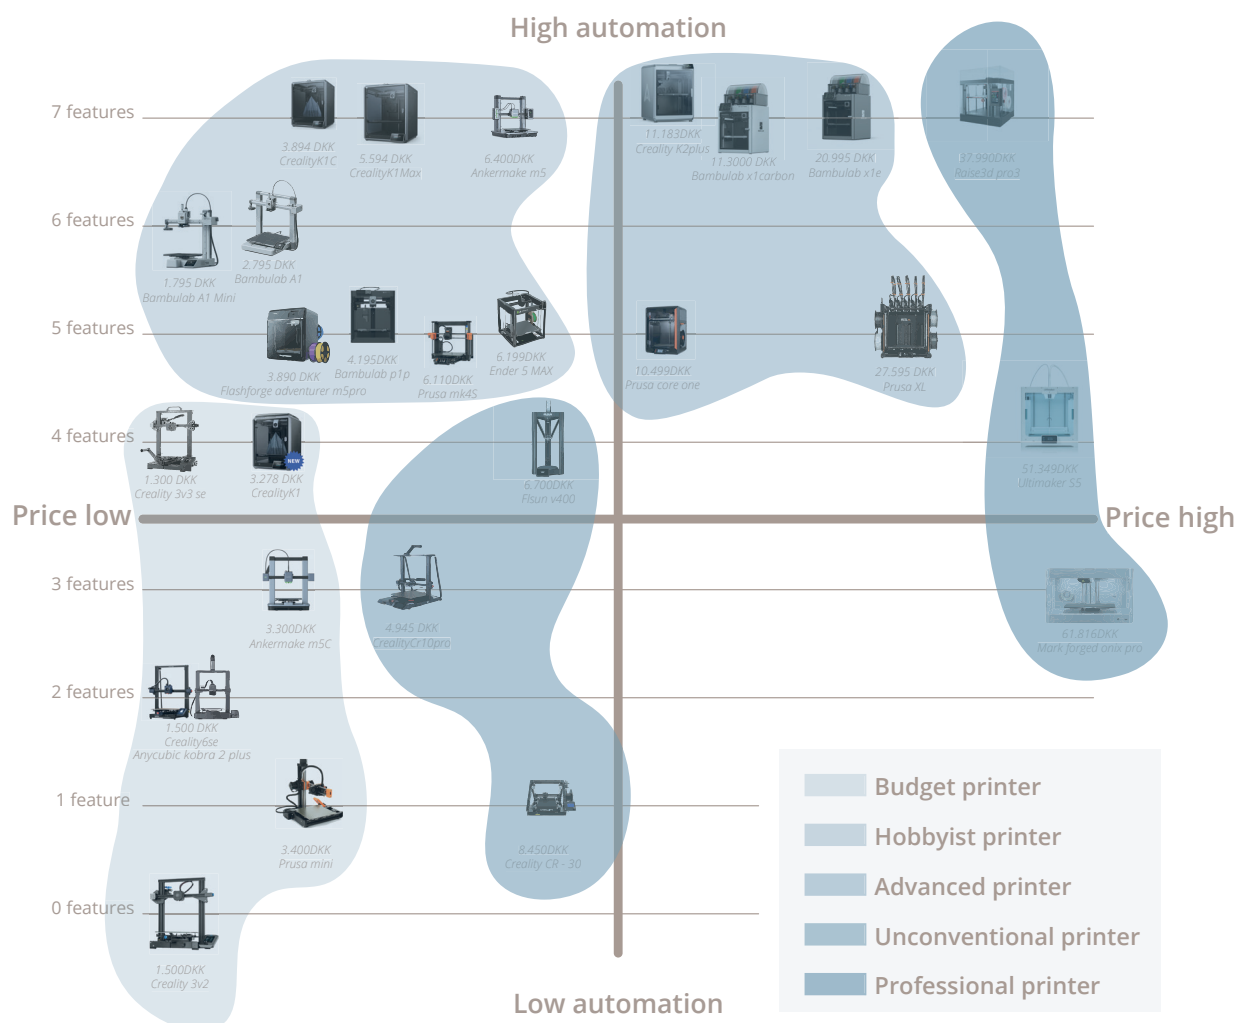 High automation
7 features
3.894 DKK
CrealityK1C
5.594 DKK
CrealityK1Max
6.400DKK
Ankermake m5
11.183DKK
Creality K2plus
11.3000 DKK
Bambulab x1carbon
20.995 DKK
Bambulab x1e
37.990DKK
Raise3d pro3
6 features
1.795 DKK
Bambulab A1 Mini
2.795 DKK
Bambulab A1
5 features
3.890 DKK
Flashforge adventurer m5pro
4.195DKK
Bambulab p1p
6.110DKK
Prusa mk4S
6.199DKK
Ender 5 MAX
10.499DKK
Prusa core one
27.595 DKK
Prusa XL
4 features
1.300 DKK
Creality 3v3 se
NEW
3.278 DKK
CrealityK1
6.700DKK
Flsun v400
51.349DKK
Ultimaker S5
Price low
Price high
3 features
3.300DKK
Ankermake m5C
4.945 DKK
CrealityCr10pro
61.816DKK
Mark forged onix pro
2 features
1.500 DKK
Creality6se
Anycubic kobra 2 plus
1 feature
3.400DKK
Prusa mini
8.450DKK
Creality CR - 30
0 features
1.500DKK
Creality 3v2
Low automation
Budget printer
Hobbyist printer
Advanced printer
Unconventional printer
Professional printer